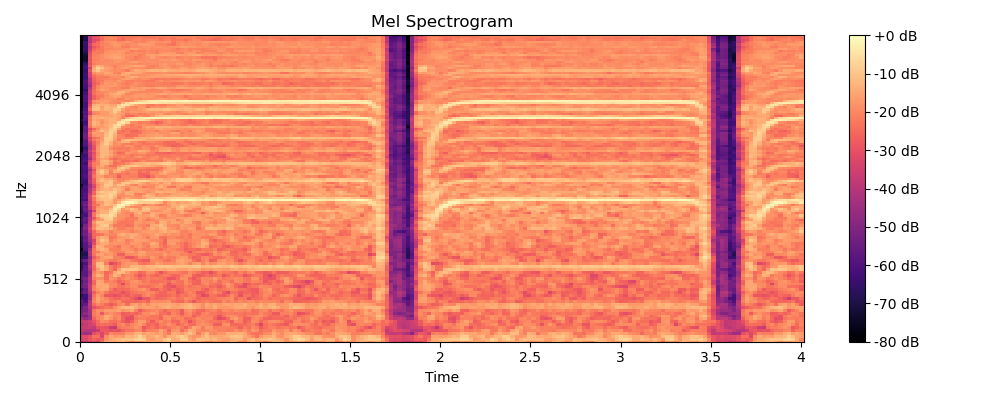 Mel Spectrogram
+0 dB
-10 dB
-20 dB
-30 dB
-40 dB
-50 dB
-60 dB
-70 dB
-80 dB
4096
2048
1024
512
0
Hz
0 0.5 1 1.5 2 2.5 3 3.5 4
Time